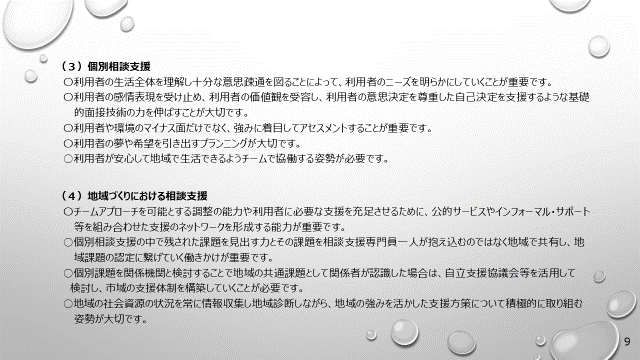 （３）個別相談支援
〇利用者の生活全体を理解し十分な意思疎通を図ることによって、利用者のニーズを明らかにしていくことが重要です。
〇利用者の感情表現を受け止め、利用者の価値観を受容し、利用者の意思決定を尊重した自己決定を支援するような基礎
的面接技術の力を伸ばすことが大切です。
〇利用者や環境のマイナス面だけでなく、強みに着目してアセスメントすることが重要です。
〇利用者の夢や希望を引き出すプランニングが大切です。
〇利用者が安心して地域で生活できるようチームで協働する姿勢が必要です。
（４）地域づくりにおける相談支援
〇チームアプローチを可能とする調整の能力や利用者に必要な支援を充足させるために、公的サービスやインフォーマル・サポート
等を組み合わせた支援のネットワークを形成する能力が重要です。
〇個別相談支援の中で残された課題を見出す力とその課題を相談支援専門員一人が抱え込むのではなく地域で共有し、地
域課題の認定に繋げていく働きかけが重要です。
〇個別課題を関係機関と検討することで地域の共通課題として関係者が認識した場合は、自立支援協議会等を活用して
検討し、市域の支援体制を構築していくことが必要です。
〇地域の社会資源の状況を常に情報収集し地域診断しながら、地域の強みを活かした支援方策について積極的に取り組む
姿勢が大切です。
9